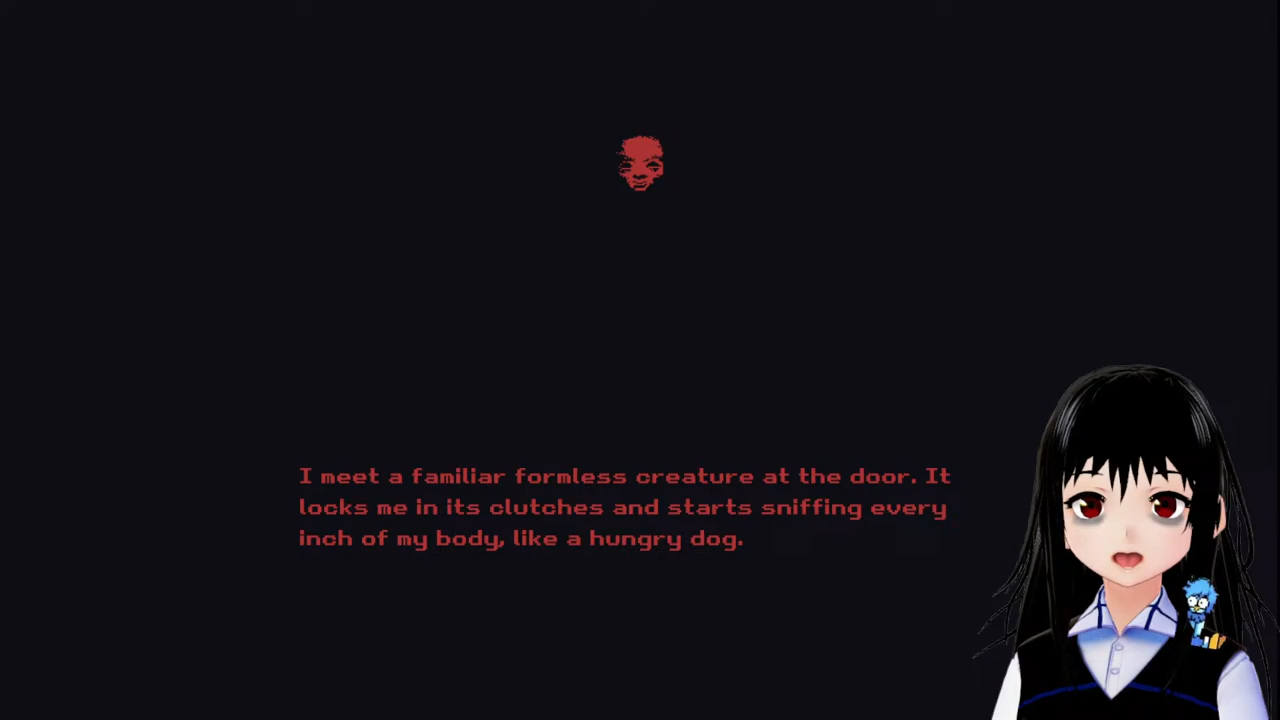 I meet a familiar formless creature at the door. It
locks me in its clutches and starts sniffing every
inch of my body, like a hungry dog.